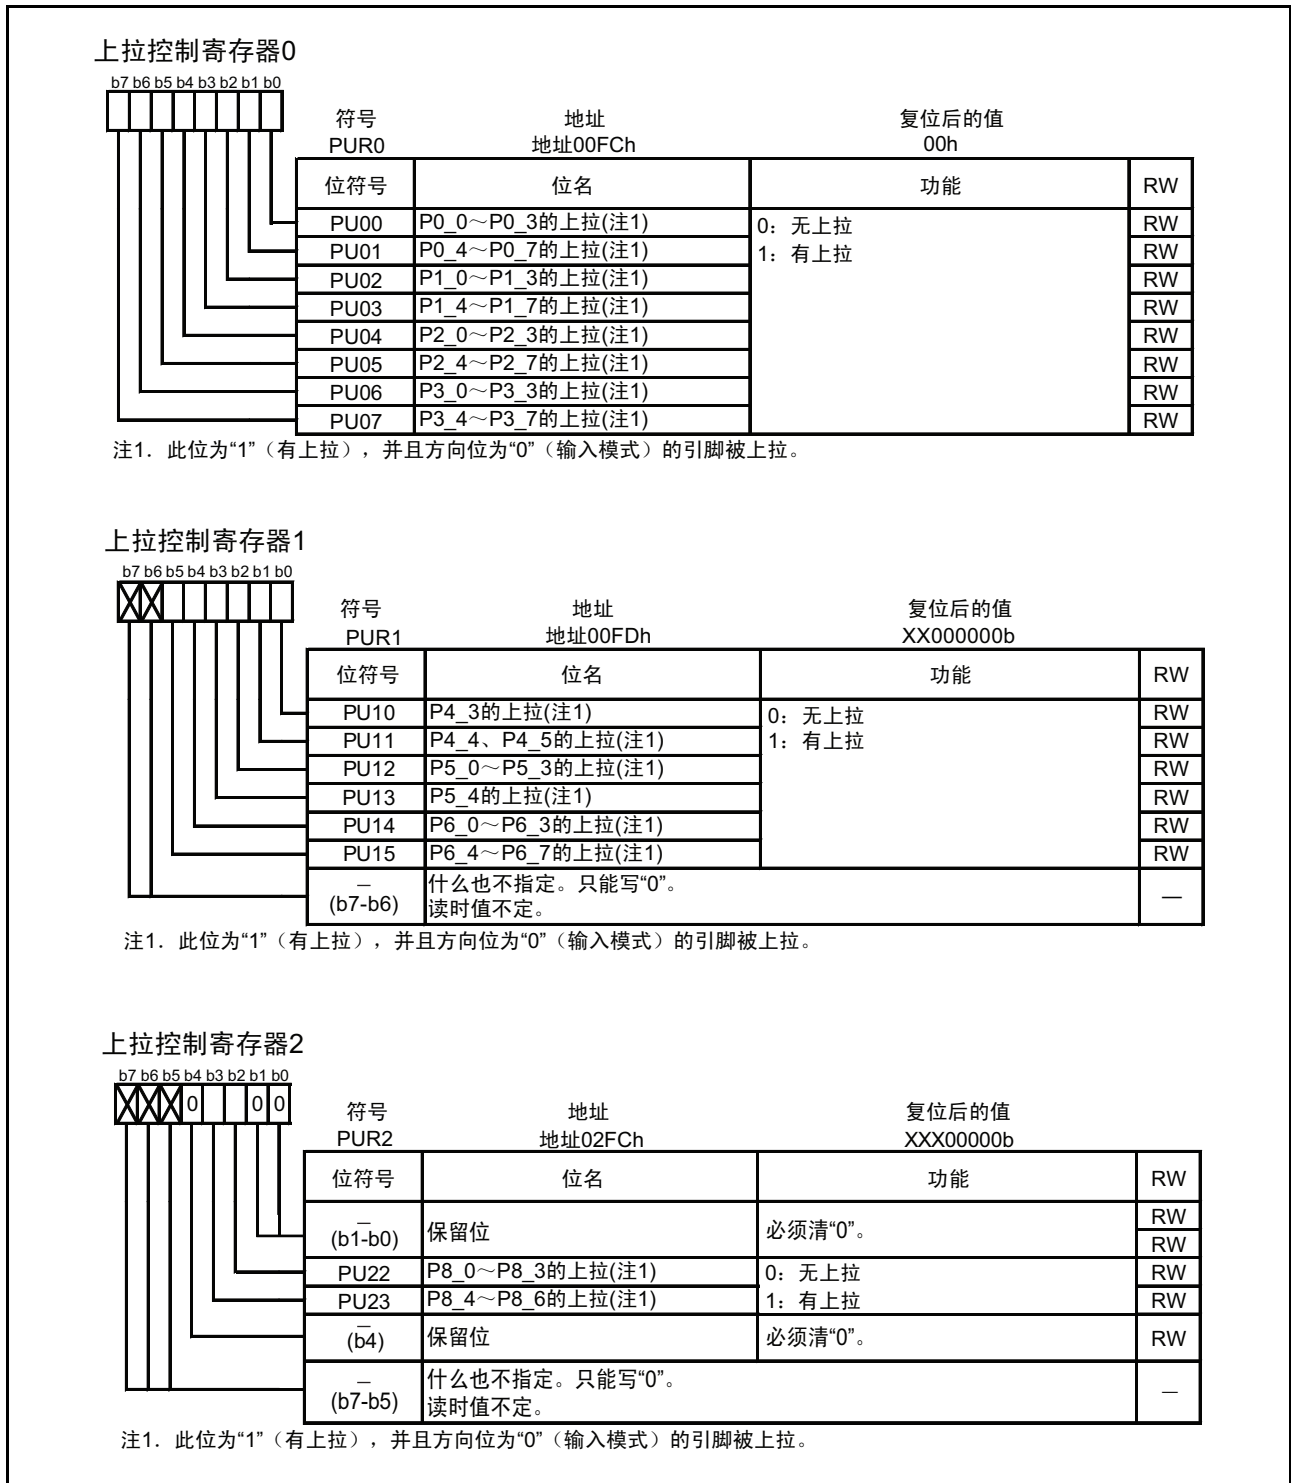 上拉控制寄存器0
b7 b6 b5 b4 b3 b2 b1 b0
符号 地址 复位后的值
PUR0 地址00FCh 00h
位符号 位名 功能 RW
PU00 P0_0～P0_3的上拉(注1) 0：无上拉 RW
PU01 P0_4～P0_7的上拉(注1) 1：有上拉 RW
PU02 P1_0～P1_3的上拉(注1) RW
PU03 P1_4～P1_7的上拉(注1) RW
PU04 P2_0～P2_3的上拉(注1) RW
PU05 P2_4～P2_7的上拉(注1) RW
PU06 P3_0～P3_3的上拉(注1) RW
PU07 P3_4～P3_7的上拉(注1) RW
注1. 此位为“1”（有上拉），并且方向位为“0”（输入模式）的引脚被上拉。
上拉控制寄存器1
b7 b6 b5 b4 b3 b2 b1 b0
符号 地址 复位后的值
PUR1 地址00FDh XX000000b
位符号 位名 功能 RW
PU10 P4_3的上拉(注1) 0：无上拉 RW
PU11 P4_4、P4_5的上拉(注1) 1：有上拉 RW
PU12 P5_0～P5_3的上拉(注1) RW
PU13 P5_4的上拉(注1) RW
PU14 P6_0～P6_3的上拉(注1) RW
PU15 P6_4～P6_7的上拉(注1) RW
— 什么也不指定。只能写“0”。 —
(b7-b6) 读时值不定。
注1. 此位为“1”（有上拉），并且方向位为“0”（输入模式）的引脚被上拉。
上拉控制寄存器2
b7 b6 b5 b4 b3 b2 b1 b0
0 0 0
符号 地址 复位后的值
PUR2 地址02FCh XXX00000b
位符号 位名 功能 RW
— RW
(b1-b0) 保留位 必须清“0”。 RW
PU22 P8_0～P8_3的上拉(注1) 0：无上拉 RW
PU23 P8_4～P8_6的上拉(注1) 1：有上拉 RW
—
(b4) 保留位 必须清“0”。 RW
— 什么也不指定。只能写“0”。 —
(b7-b5) 读时值不定。
注1. 此位为“1”（有上拉），并且方向位为“0”（输入模式）的引脚被上拉。